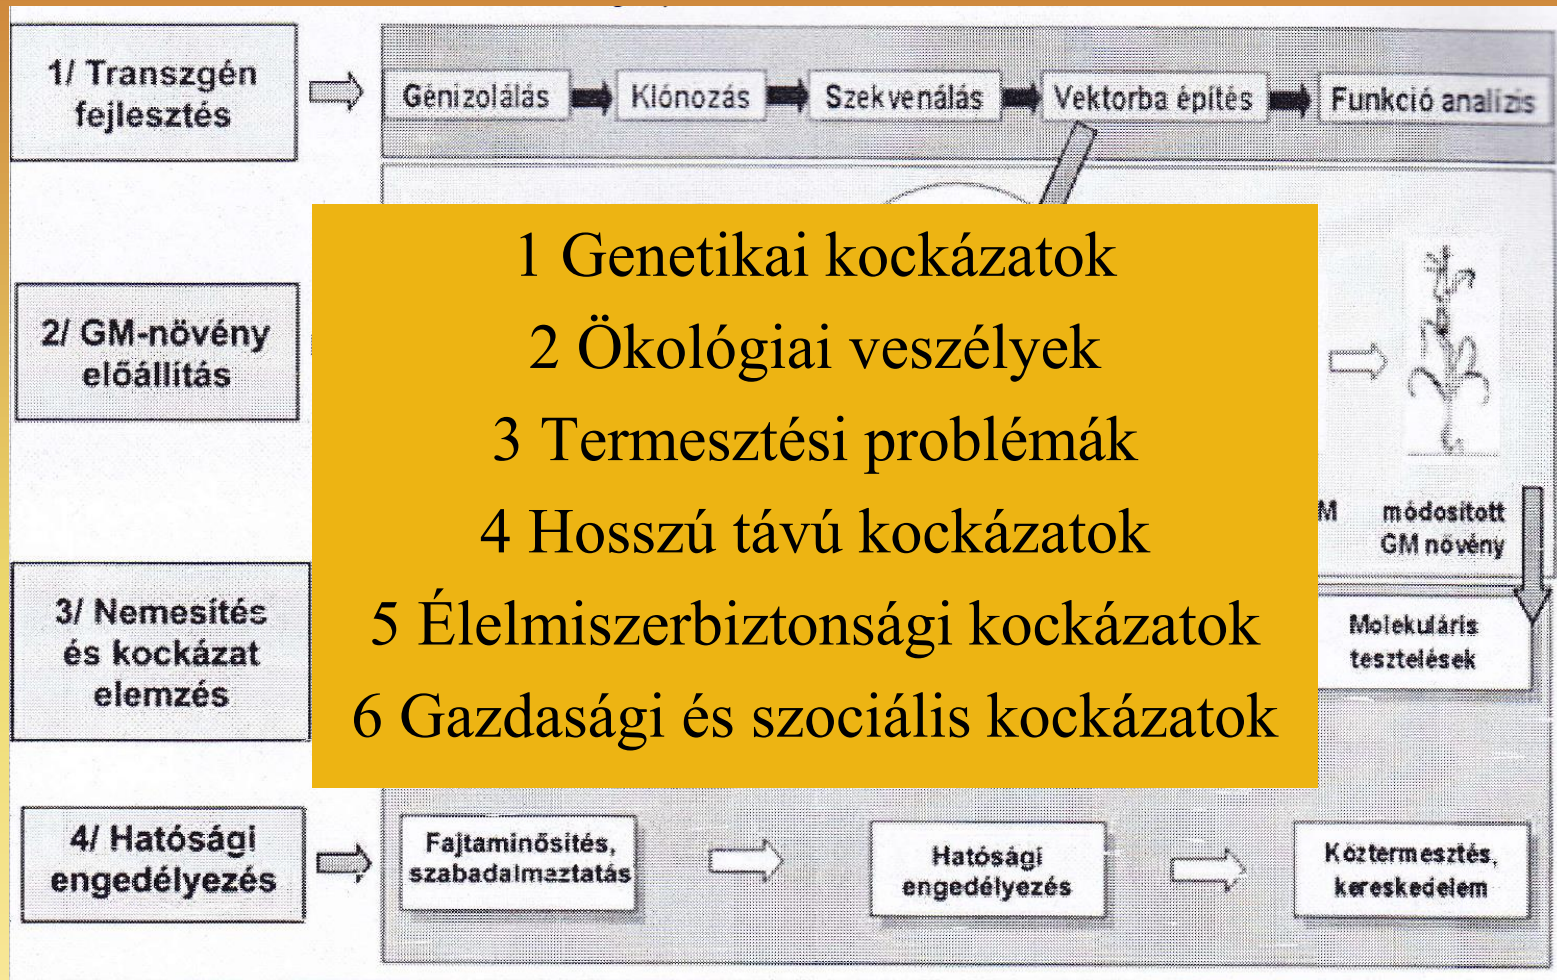 1/ Transzgén
fejlesztés
Génizolálás
Klónozás
Szekvenálás
Vektorba építés
Funkció analízis
2/ GM-növény
előállítás
1 Genetikai kockázatok
2 Ökológiai veszélyek
3 Termesztési problémák
4 Hosszú távú kockázatok
5 Élelmiszerbiztonsági kockázatok
6 Gazdasági és szociális kockázatok
M módosított
GM növény
3/ Nemesítés
és kockázat
elemzés
Molekuláris
tesztelések
4/ Hatósági
engedélyezés
Fajtaminősítés,
szabadalmaztatás
Hatósági
engedélyezés
Köztermesztés,
kereskedelem